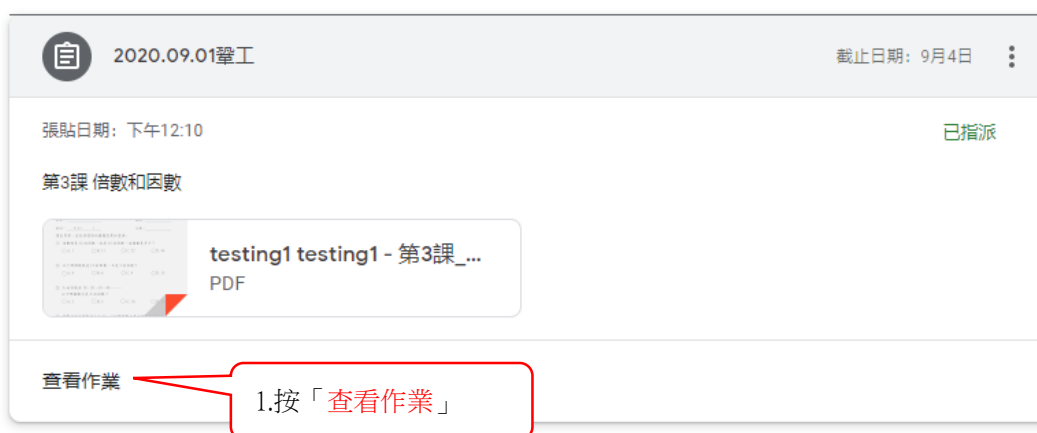 2020.09.01鞏工
截止日期：9月4日
張貼日期：下午12:10
已指派
第3課 倍數和因數
testing1 testing1 - 第3課_...
PDF
查看作業
1.按「查看作業」